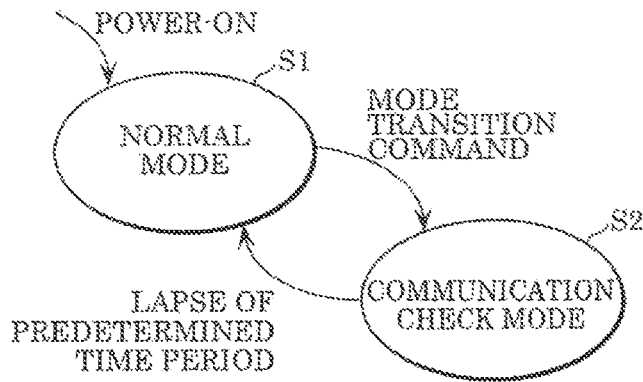 POWER-ON
S1
NORMAL
MODE
MODE
TRANSITION
COMMAND
S2
COMMUNICATION
CHECK MODE
LAPSE OF
PREDETERMINED
TIME PERIOD